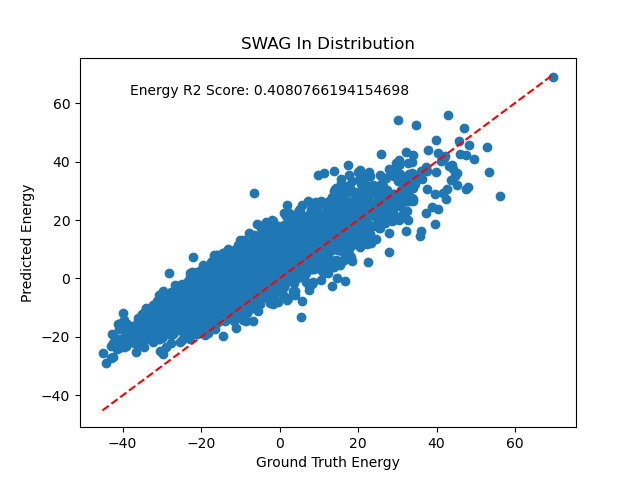 SWAG In Distribution
Energy R2 Score: 0.4080766194154698
Predicted Energy
60
40
20
0
−20
−40
−40 −20 0 20 40 60
Ground Truth Energy